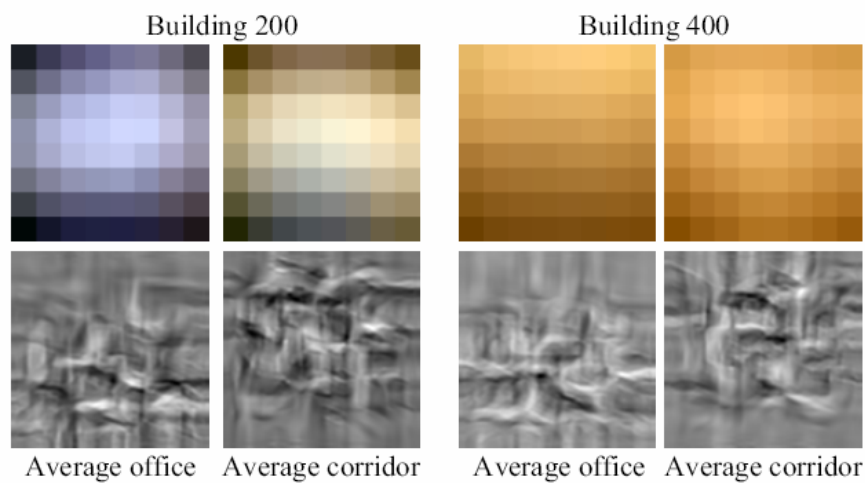 Building 200
Building 400
Average office
Average corridor
Average office
Average corridor